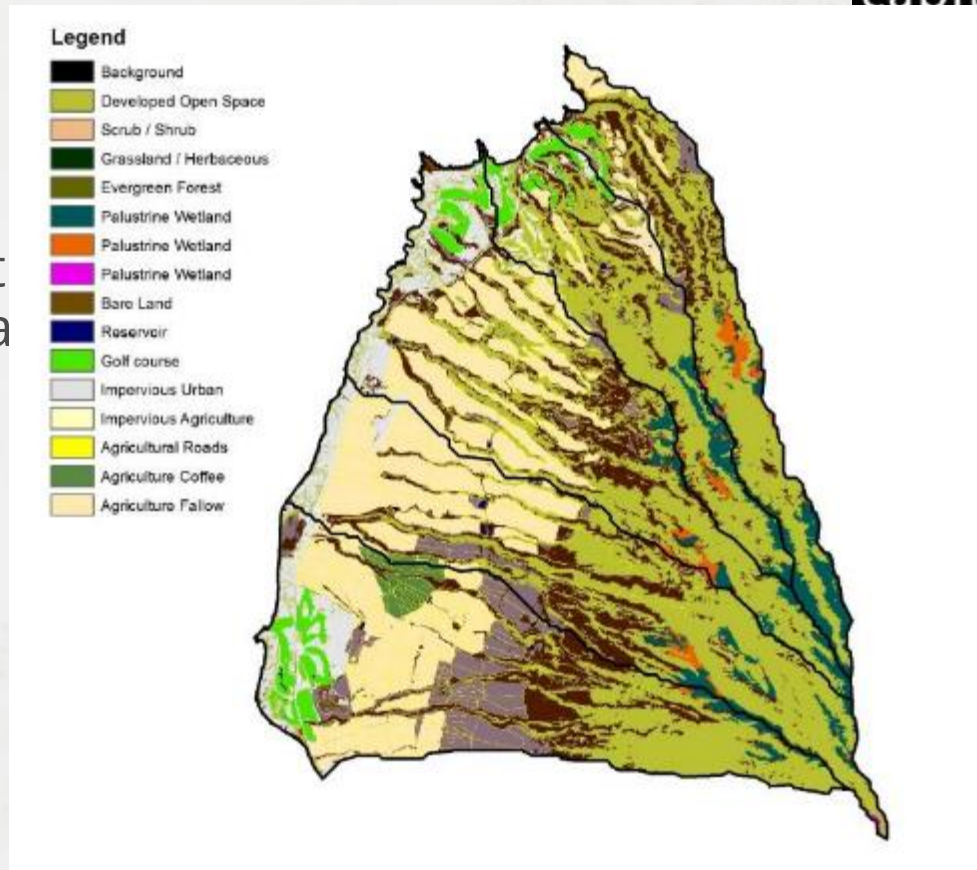 Legend
Background
Developed Open Space
Scrub / Shrub
Grassland / Herbaceous
Evergreen Forest
Palustrine Wetland
Palustrine Wetland
Palustrine Wetland
Bare Land
Reservoir
Golf course
Impervious Urban
Impervious Agriculture
Agricultural Roads
Agriculture Coffee
Agriculture Fallow
t
a